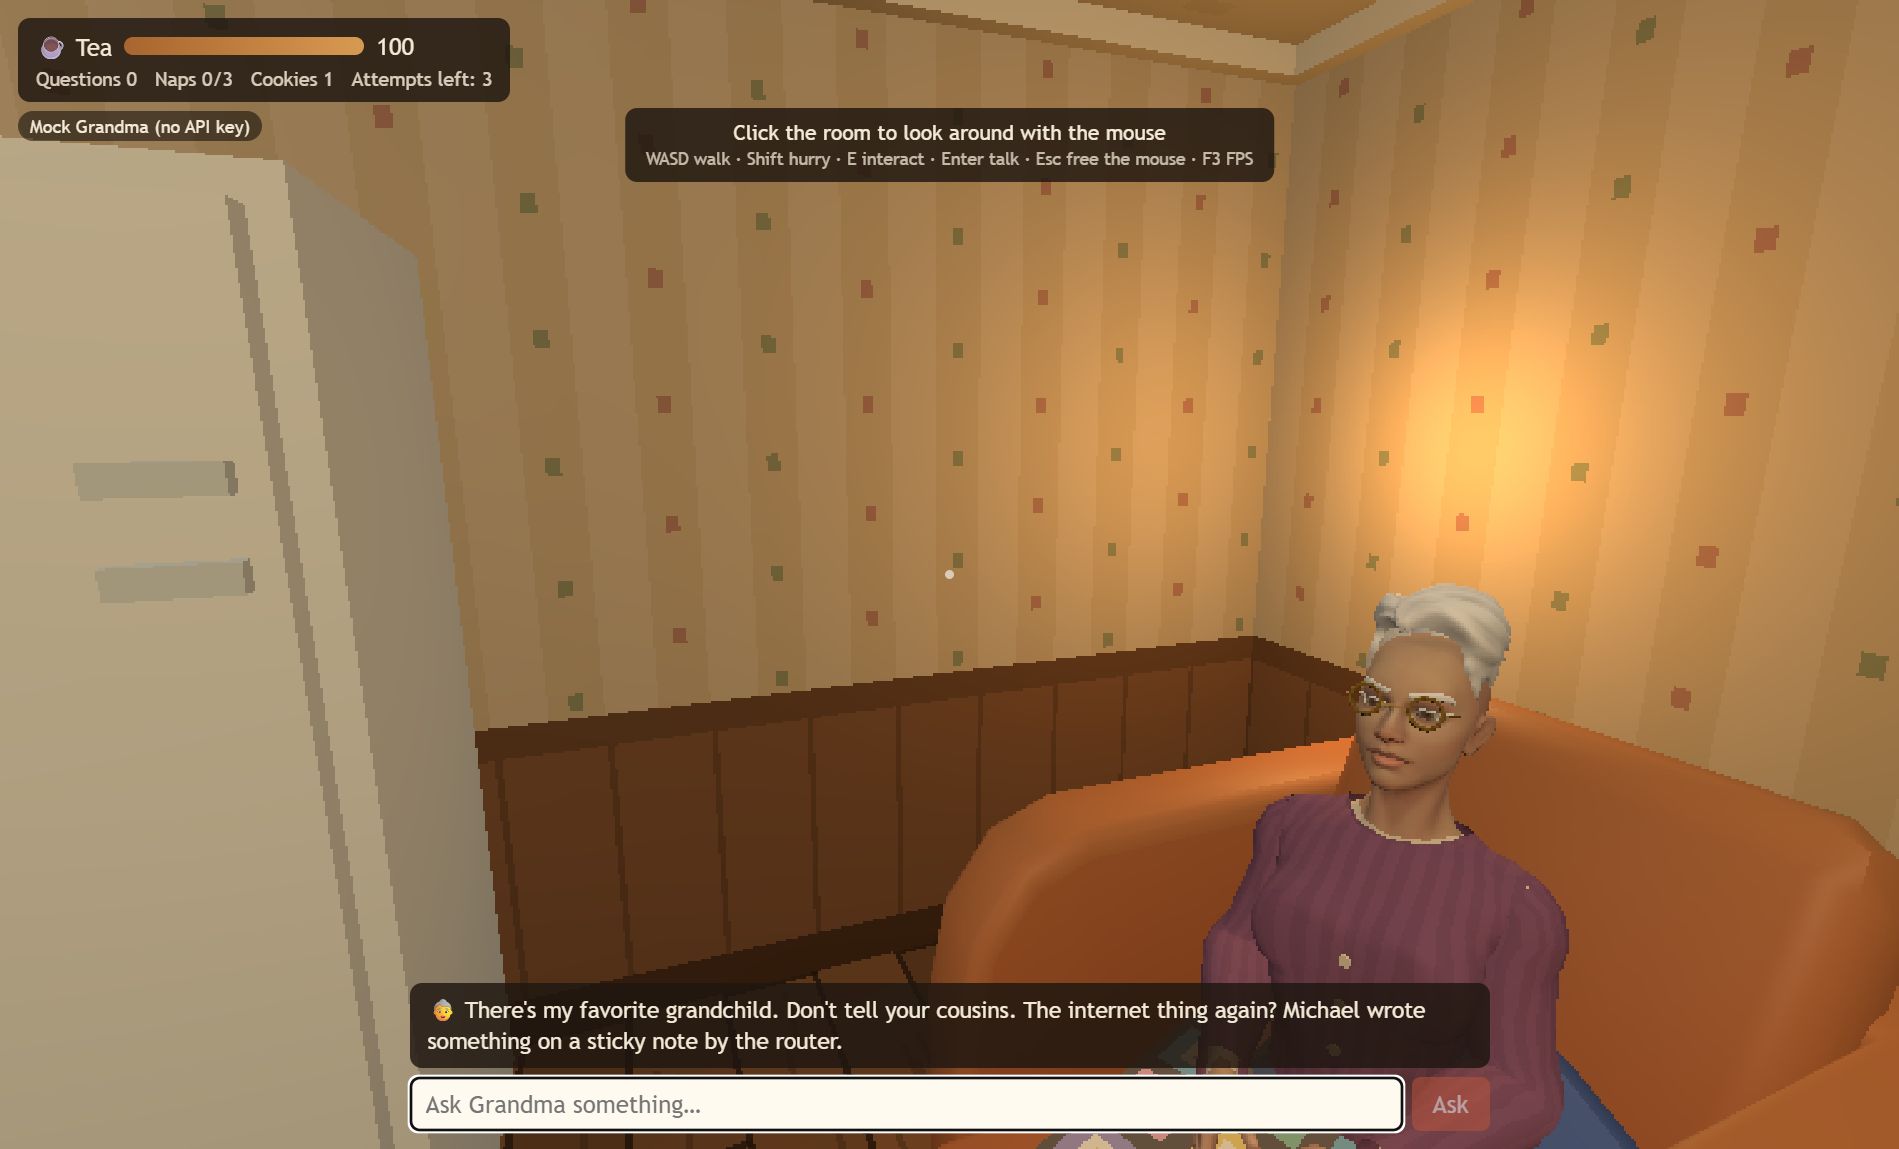 Tea 100
Questions 0 Naps 0/3 Cookies 1 Attempts left: 3
Mock Grandma (no API key)
Click the room to look around with the mouse
WASD walk · Shift hurry · E interact · Enter talk · Esc free the mouse · F3 FPS
There's my favorite grandchild. Don't tell your cousins. The internet thing again? Michael wrote
something on a sticky note by the router.
Ask Grandma something...
Ask